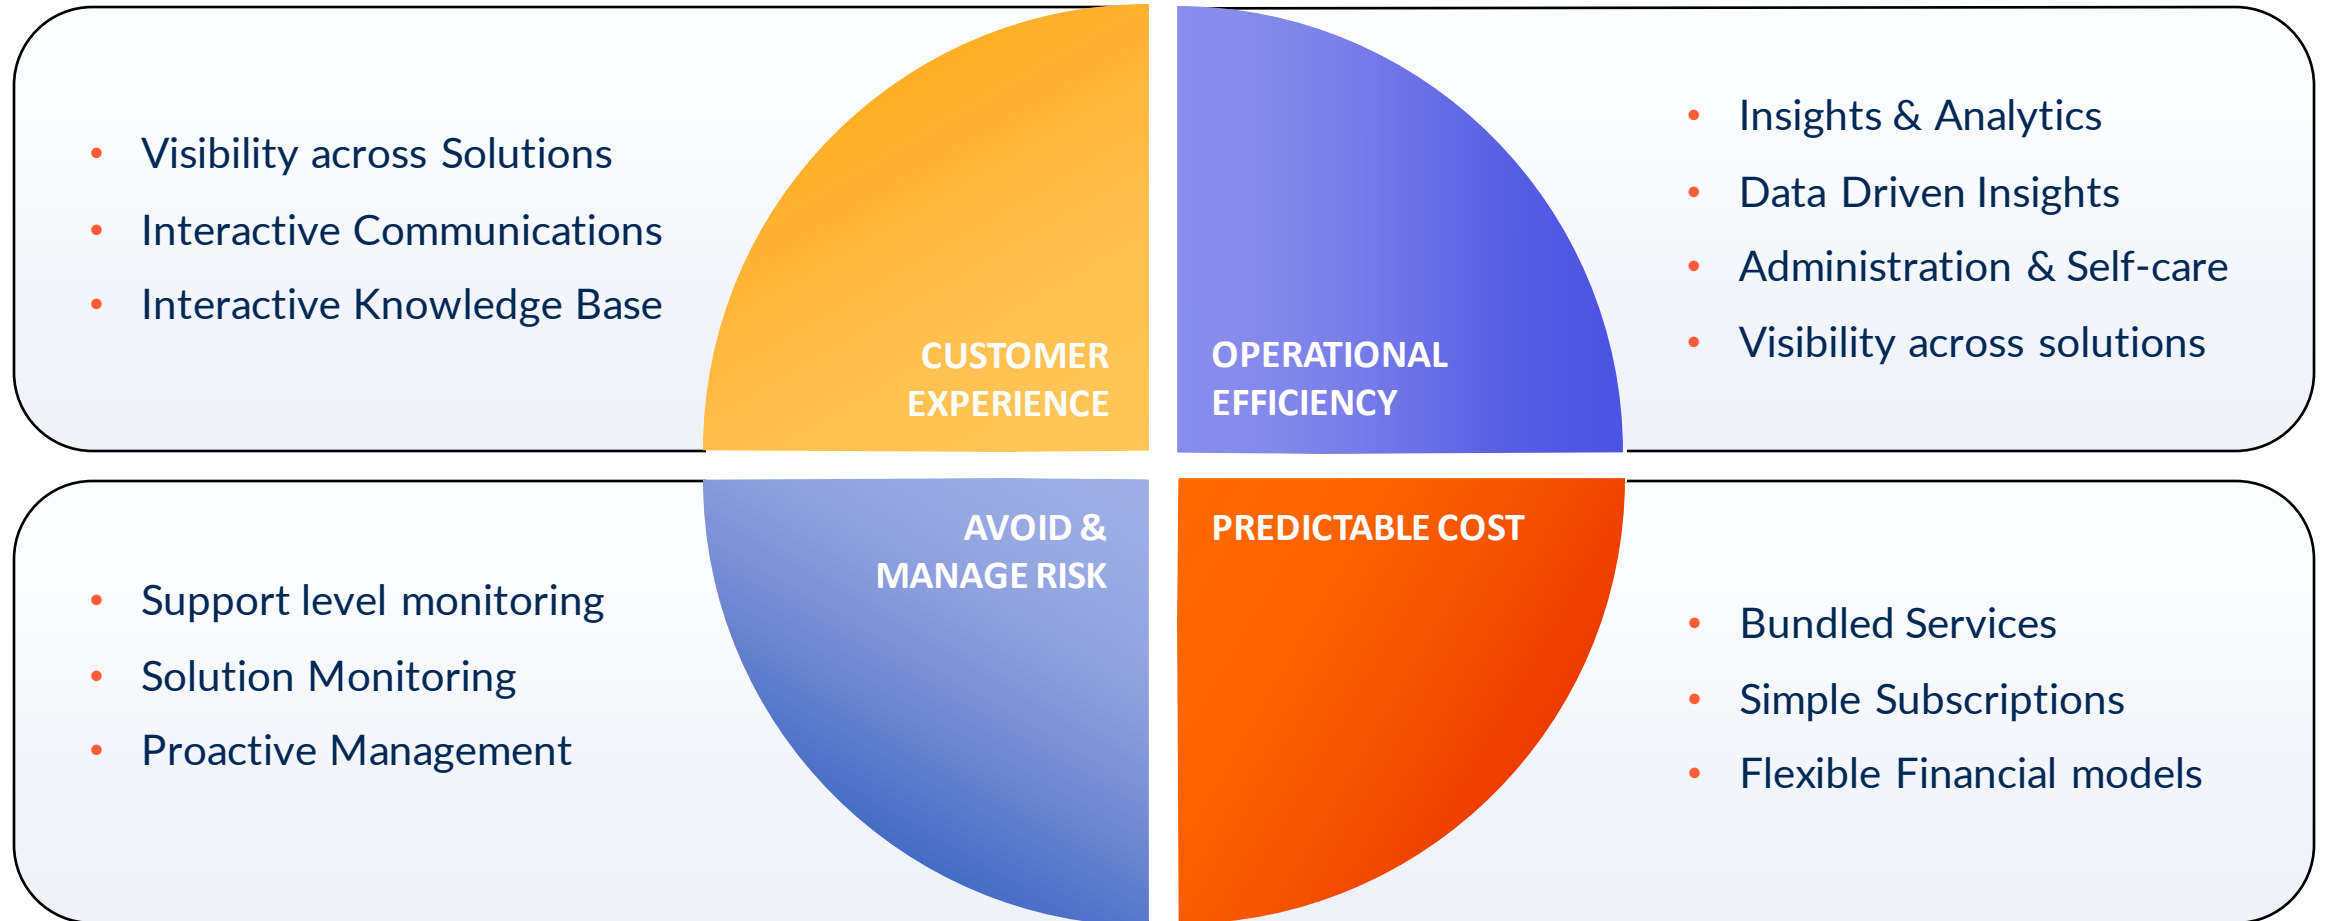 • Visibility across Solutions
• Interactive Communications
• Interactive Knowledge Base
CUSTOMER
EXPERIENCE
OPERATIONAL
EFFICIENCY
• Insights & Analytics
• Data Driven Insights
• Administration & Self-care
• Visibility across solutions
• Support level monitoring
• Solution Monitoring
• Proactive Management
AVOID &
MANAGE RISK
PREDICTABLE COST
• Bundled Services
• Simple Subscriptions
• Flexible Financial models